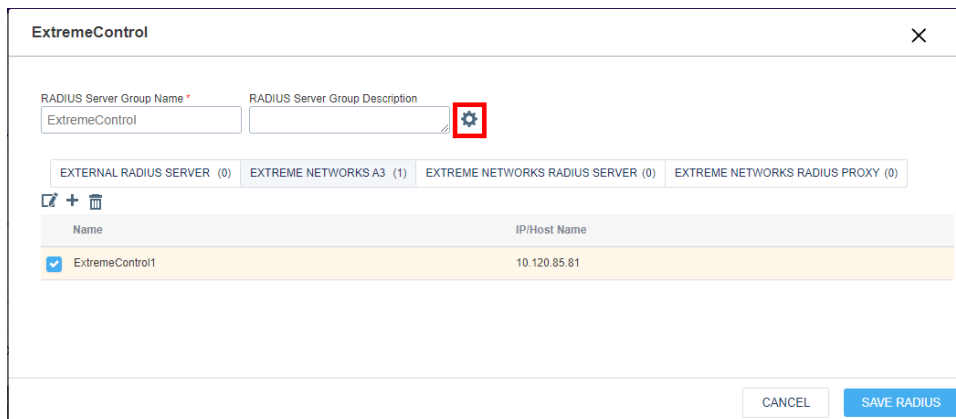 ExtremeControl
RADIUS Server Group Name * RADIUS Server Group Description
ExtremeControl
EXTERNAL RADIUS SERVER (0) EXTREME NETWORKS A3 (1) EXTREME NETWORKS RADIUS SERVER (0) EXTREME NETWORKS RADIUS PROXY (0)
Name IP/Host Name
ExtremeControl1 10.120.85.81
CANCEL SAVE RADIUS